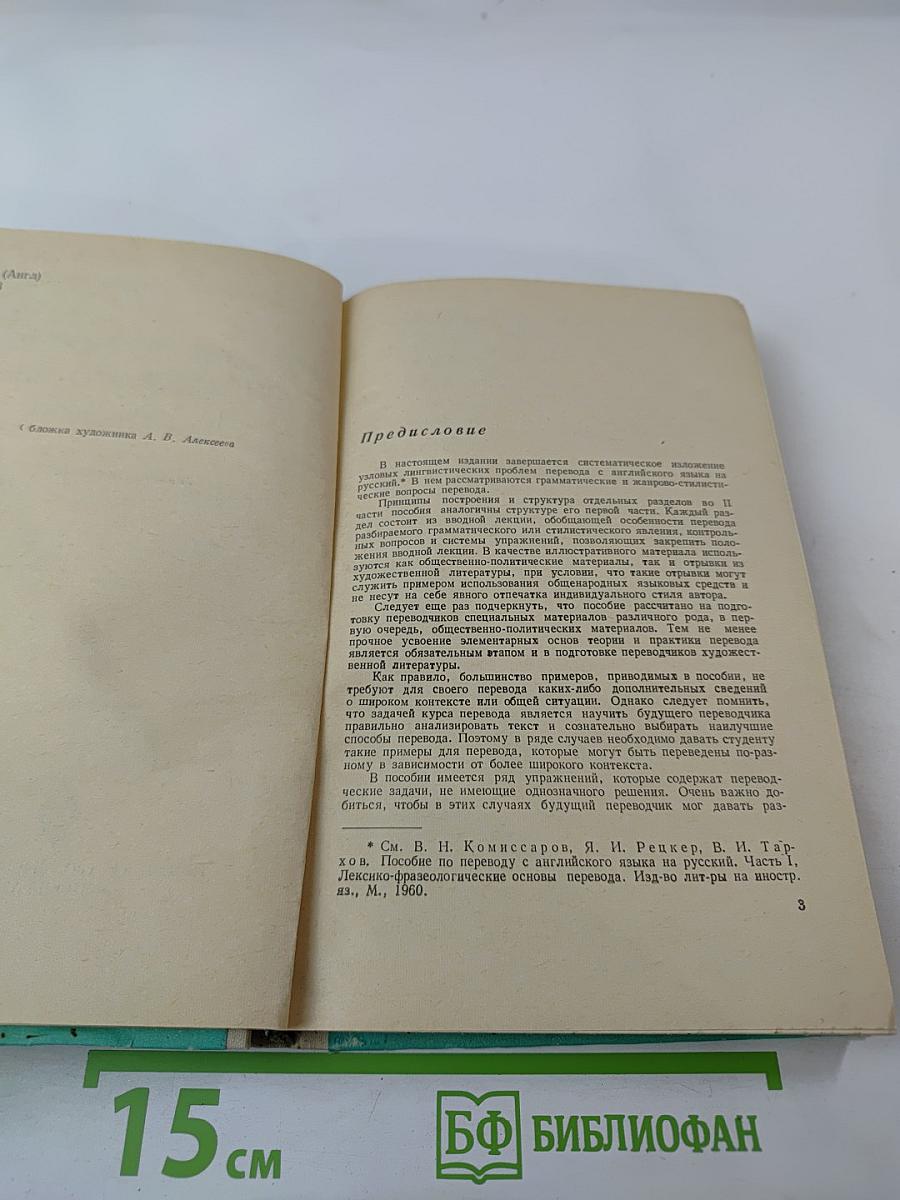 (Англ)
бложка художника А. В. Алексеева
Предисловие
В настоящем издании завершается систематическое изложение
узловых лингвистических проблем перевода с английского языка на
русский.* В нем рассматриваются грамматические и жанрово-стилисти-
ческие вопросы перевода.
Принципы построения и структура отдельных разделов во II
части пособия аналогичны структуре его первой части. Каждый раз-
дел состоит из вводной лекции, обобщающей особенности перевода
разбираемого грамматического или стилистического явления, контроль-
ных вопросов и системы упражнений, позволяющих закрепить поло-
жения вводной лекции. В качестве иллюстративного материала исполь-
зуются как общественно-политические материалы, так и отрывки из
художественной литературы, при условии, что такие отрывки могут
служить примером использования общенародных языковых средств и
не несут на себе явного отпечатка индивидуального стиля автора.
Следует еще раз подчеркнуть, что пособие рассчитано на подго-
товку переводчиков специальных материалов различного рода, в пер-
вую очередь, общественно-политических материалов. Тем не менее
прочное усвоение элементарных основ теории и практики перевода
является обязательным этапом и в подготовке переводчиков художест-
венной литературы.
Как правило, большинство примеров, приводимых в пособии, не
требуют для своего перевода каких-либо дополнительных сведений
о широком контексте или общей ситуации. Однако следует помнить,
что задачей курса перевода является научить будущего переводчика
правильно анализировать текст и сознательно выбирать наилучшие
способы перевода. Поэтому в ряде случаев необходимо давать студенту
такие примеры для перевода, которые могут быть переведены по-раз-
ному в зависимости от более широкого контекста.
В пособии имеется ряд упражнений, которые содержат перевод-
ческие задачи, не имеющие однозначного решения. Очень важно до-
биться, чтобы в этих случаях будущий переводчик мог давать раз-
* См. В. Н. Комиссаров, Я. И. Рецкер, В. И. Тар-
хов. Пособие по переводу с английского языка на русский. Часть I,
Лексико-фразеологические основы перевода. Изд-во лит-ры на иностр.
яз., М., 1960.
3
15 см
БФ БИБЛИОФАН